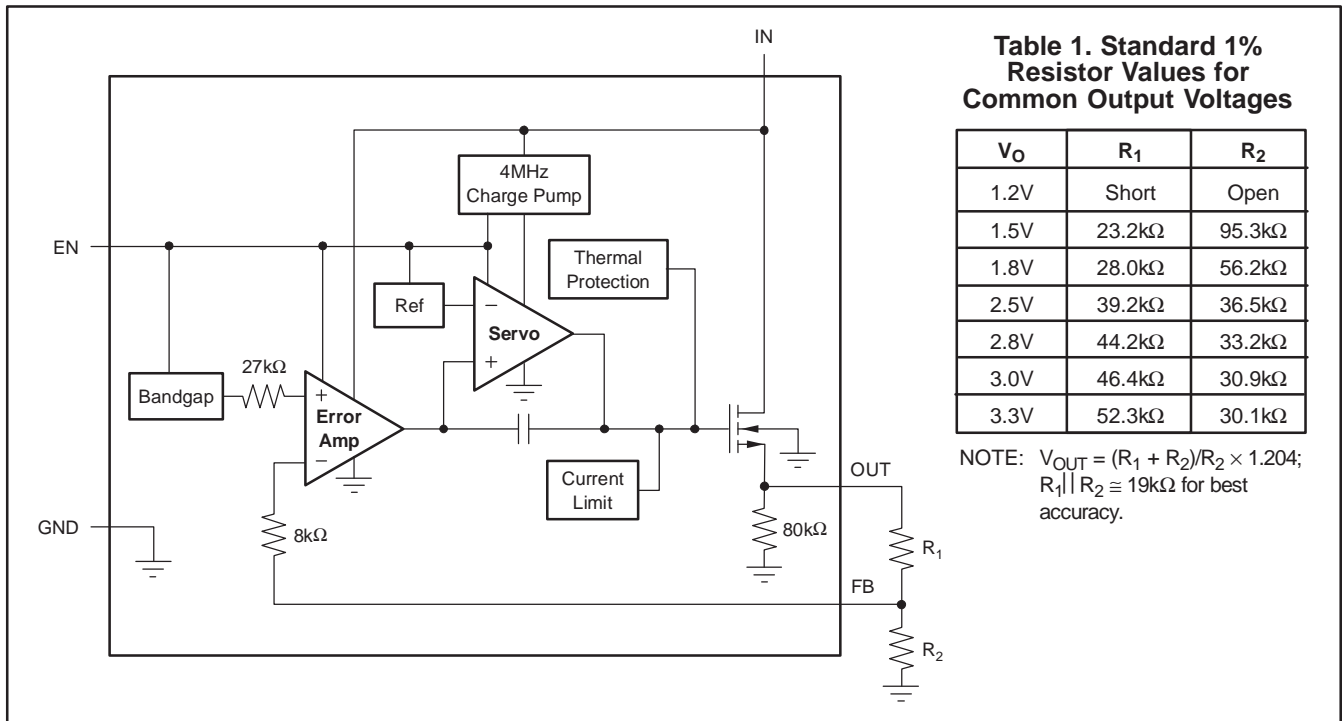 IN
EN
GND
4MHz
Charge Pump
Thermal
Protection
Ref
−
Servo
+
27kΩ
Bandgap
+
Error
Amp
−
Current
Limit
OUT
8kΩ
80kΩ
R1
FB
R2
Table 1. Standard 1%
Resistor Values for
Common Output Voltages
VO R1 R2
1.2V Short Open
1.5V 23.2kΩ 95.3kΩ
1.8V 28.0kΩ 56.2kΩ
2.5V 39.2kΩ 36.5kΩ
2.8V 44.2kΩ 33.2kΩ
3.0V 46.4kΩ 30.9kΩ
3.3V 52.3kΩ 30.1kΩ
NOTE: VOUT = (R1 + R2)/R2 × 1.204;
R1|| R2 ≅ 19kΩ for best
accuracy.